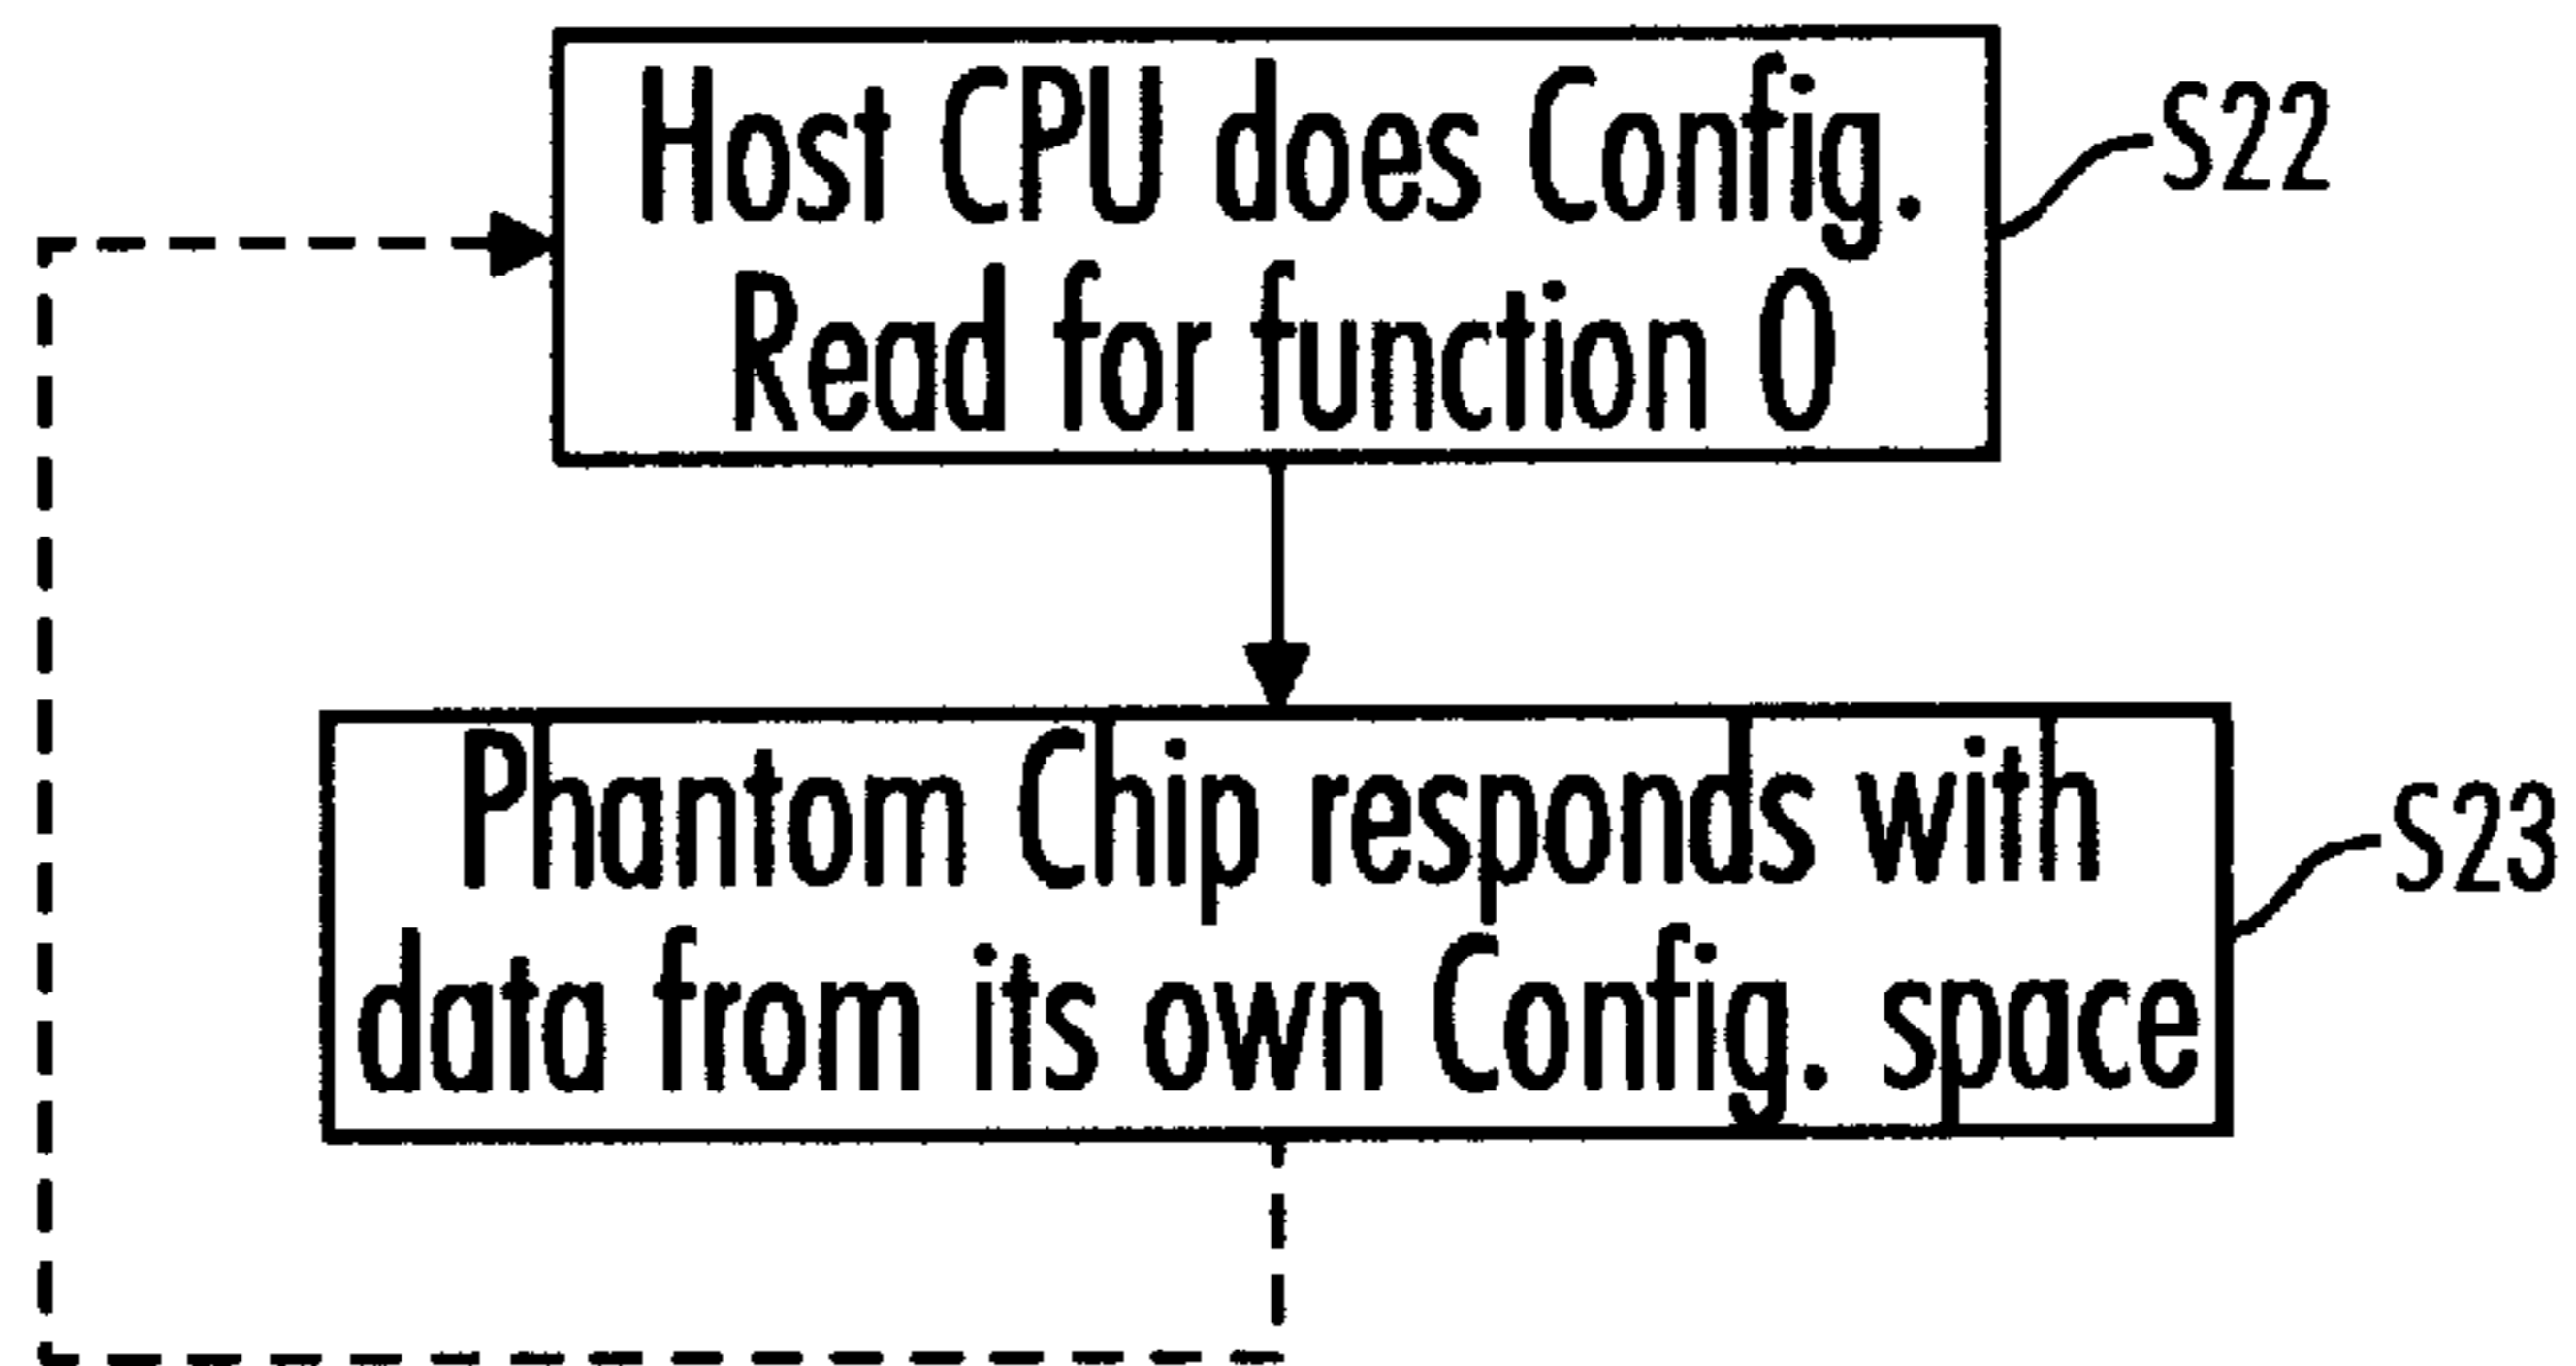 Host CPU does Config.
Read for function 0
S22
Phantom Chip responds with
data from its own Config. space
S23